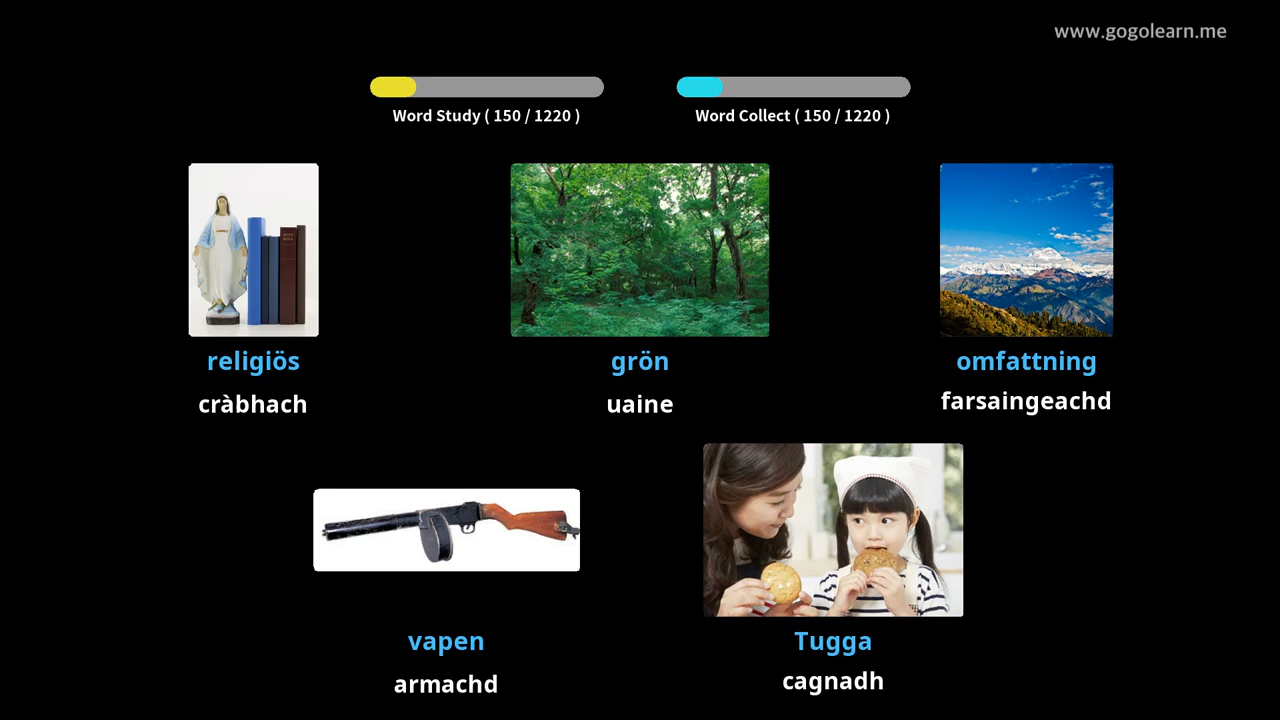 www.gogolearn.me
Word Study ( 150 / 1220 )
Word Collect ( 150 / 1220 )
religiös
cràbhach
grön
uaine
omfattning
farsaingeachd
vapen
armachd
Tugga
cagnadh